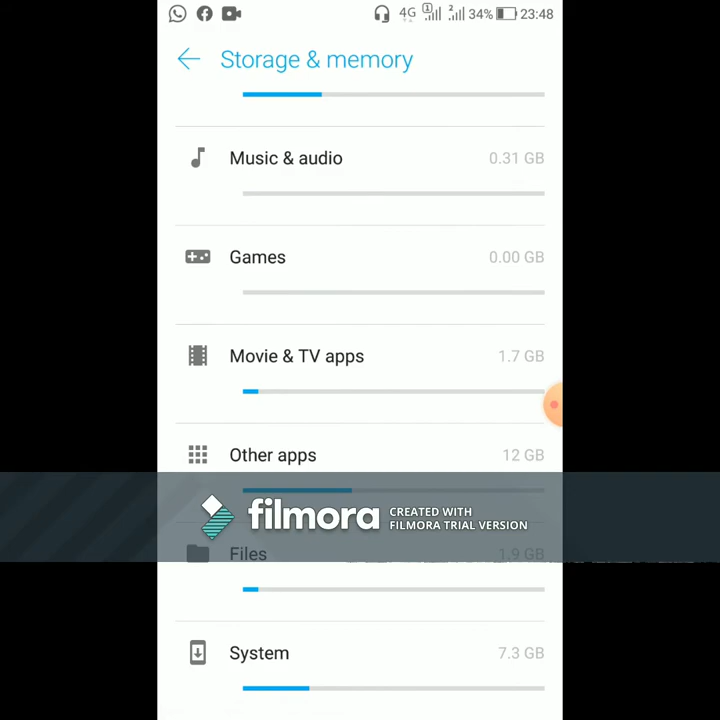 4G 1 2 34% 23:48
Storage & memory
Music & audio 0.31 GB
Games 0.00 GB
Movie & TV apps 1.7 GB
Other apps 12 GB
filmora CREATED WITH
FILMORA TRIAL VERSION
Files 1.9 GB
System 7.3 GB